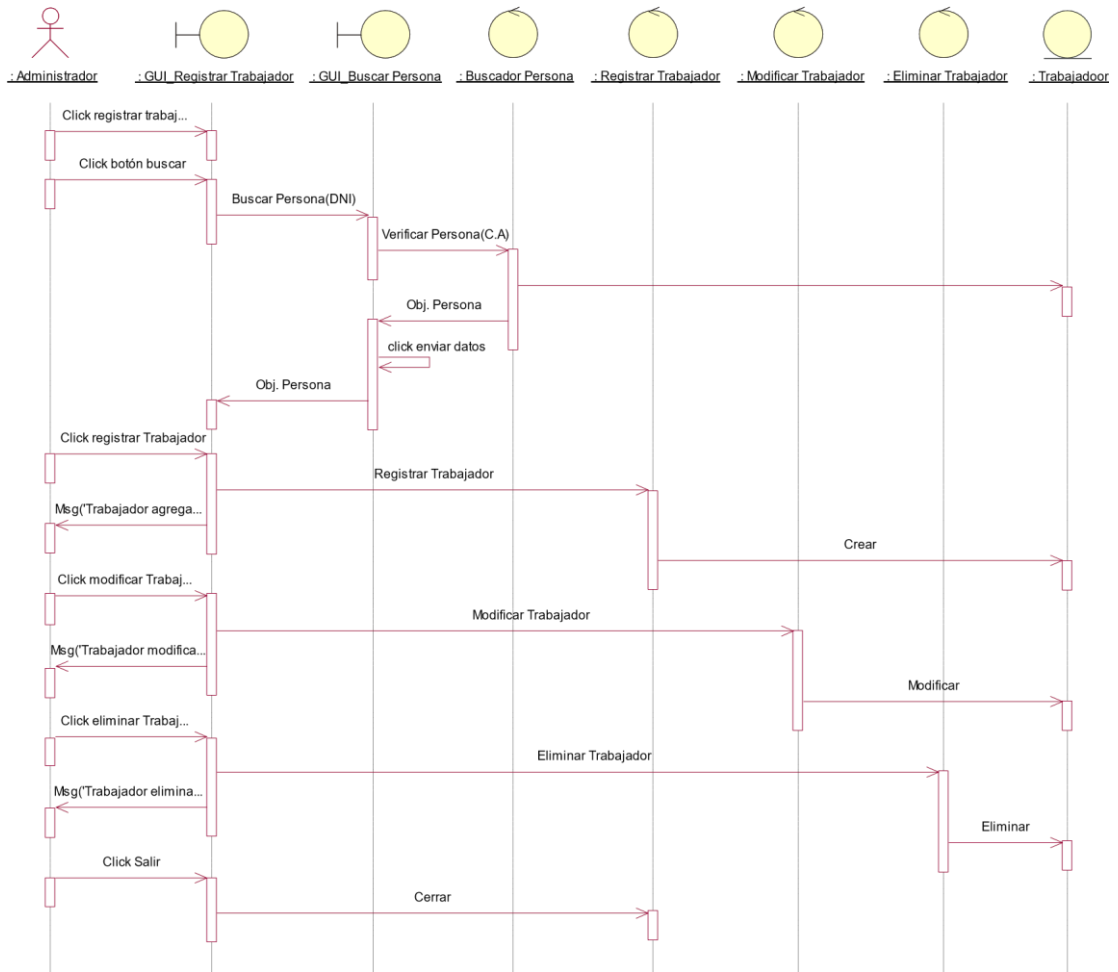 : Administrador
: GUI_Registrar Trabajador
: GUI_Buscar Persona
: Buscador Persona
: Registrar Trabajador
: Modificar Trabajador
: Eliminar Trabajador
: Trabajadoor
Click registrar trabaj...
Click botón buscar
Buscar Persona(DNI)
Verificar Persona(C.A)
Obj. Persona
click enviar datos
Obj. Persona
Click registrar Trabajador
Registrar Trabajador
Msg("Trabajador agrega...
Crear
Click modificar Trabaj...
Modificar Trabajador
Msg("Trabajador modifica...
Modificar
Click eliminar Trabaj...
Eliminar Trabajador
Msg("Trabajador elimina...
Eliminar
Click Salir
Cerrar